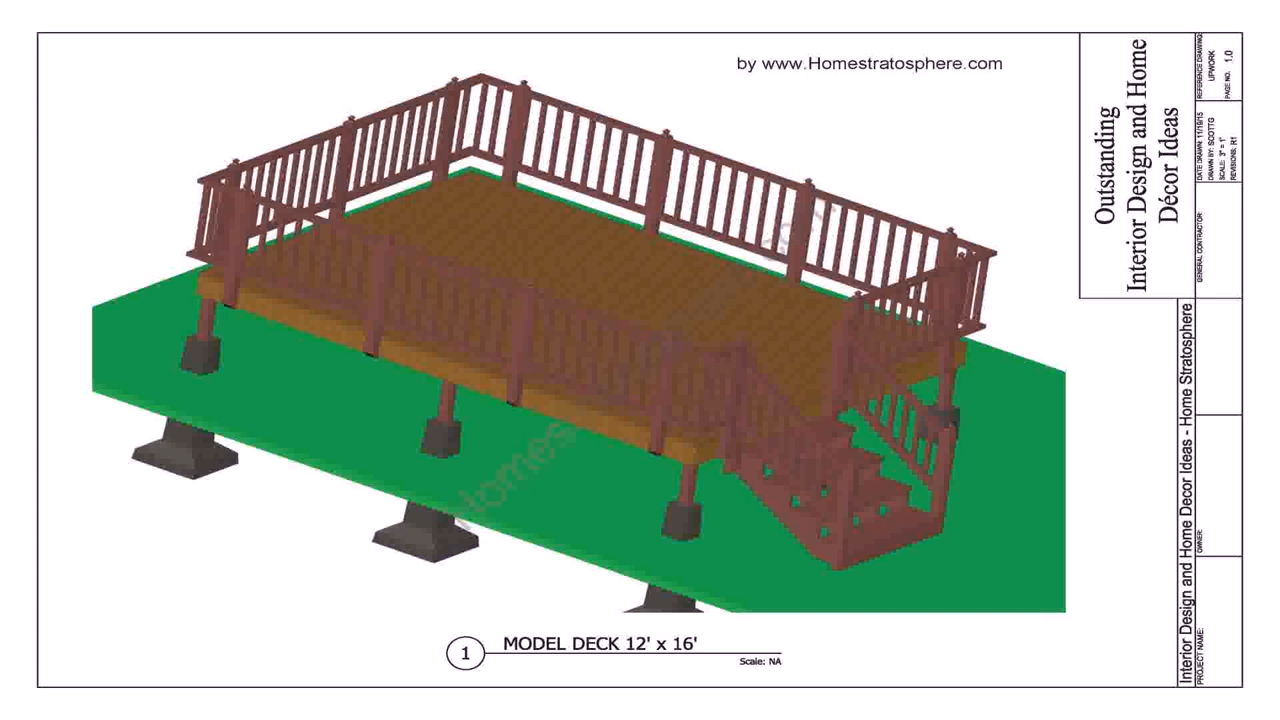 by www.Homestratosphere.com
Outstanding
Interior Design and Home
Décor Ideas
REFERENCE DRAWING:
UPWORK
PAGE NO. 1.0
DATE DRAWN: 11/19/15
DRAWN BY: SCOTTG
SCALE: 3" = 1'
REVISIONS: R1
GENERAL CONTRACTOR:
OWNER:
Interior Design and Home Decor Ideas - Home Stratosphere
PROJECT NAME:
1
MODEL DECK 12' x 16'
Scale: NA